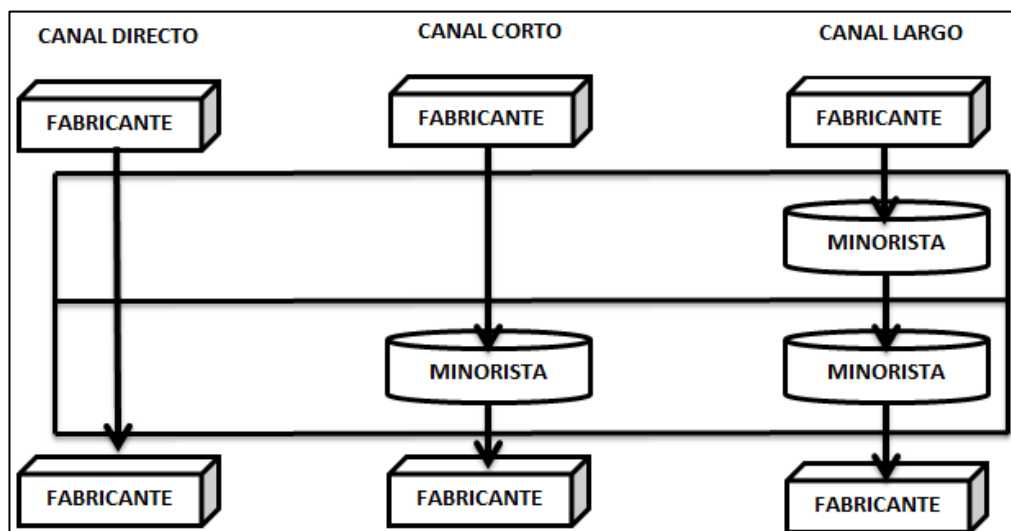 CANAL DIRECTO
CANAL CORTO
CANAL LARGO
FABRICANTE
FABRICANTE
FABRICANTE
MINORISTA
MINORISTA
MINORISTA
FABRICANTE
FABRICANTE
FABRICANTE